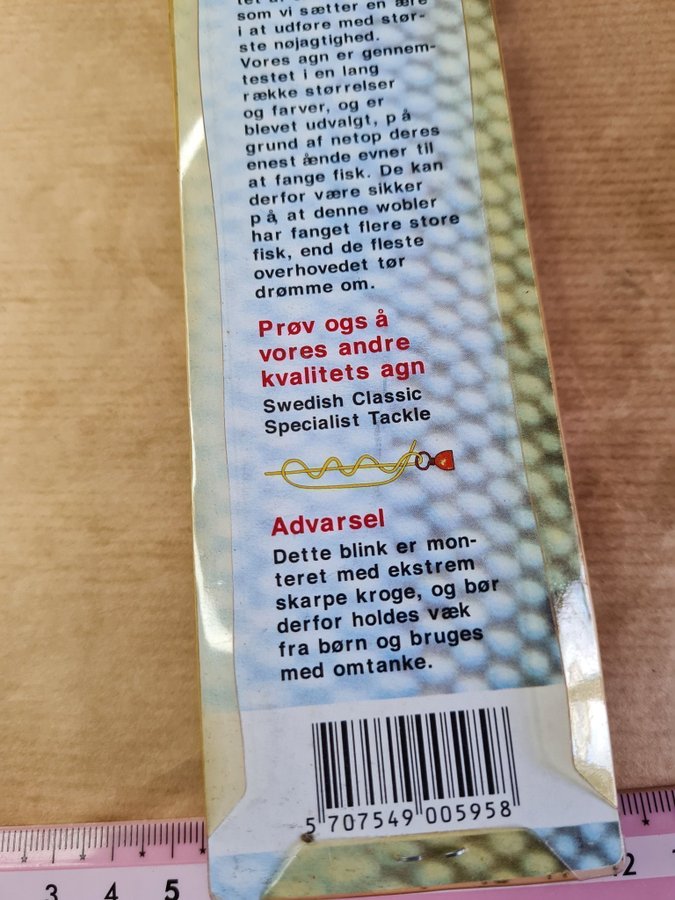 som vi sætter en ære
i at udføre med stør-
ste nøjagtighed.
Vores agn er gennem-
testet i en lang
række størrelser
og farver, og er
blevet udvalgt, p å
grund af netop deres
enest ående evner til
at fange fisk. De kan
derfor være sikker
p å, at denne wobler
har fanget flere store
fisk, end de fleste
overhovedet tør
drømme om.
Prøv ogs å
vores andre
kvalitets agn
Swedish Classic
Specialist Tackle
Advarsel
Dette blink er mon-
teret med ekstrem
skarpe kroge, og bør
derfor holdes væk
fra børn og bruges
med omtanke.
5 707549 005958
3 4 5 12